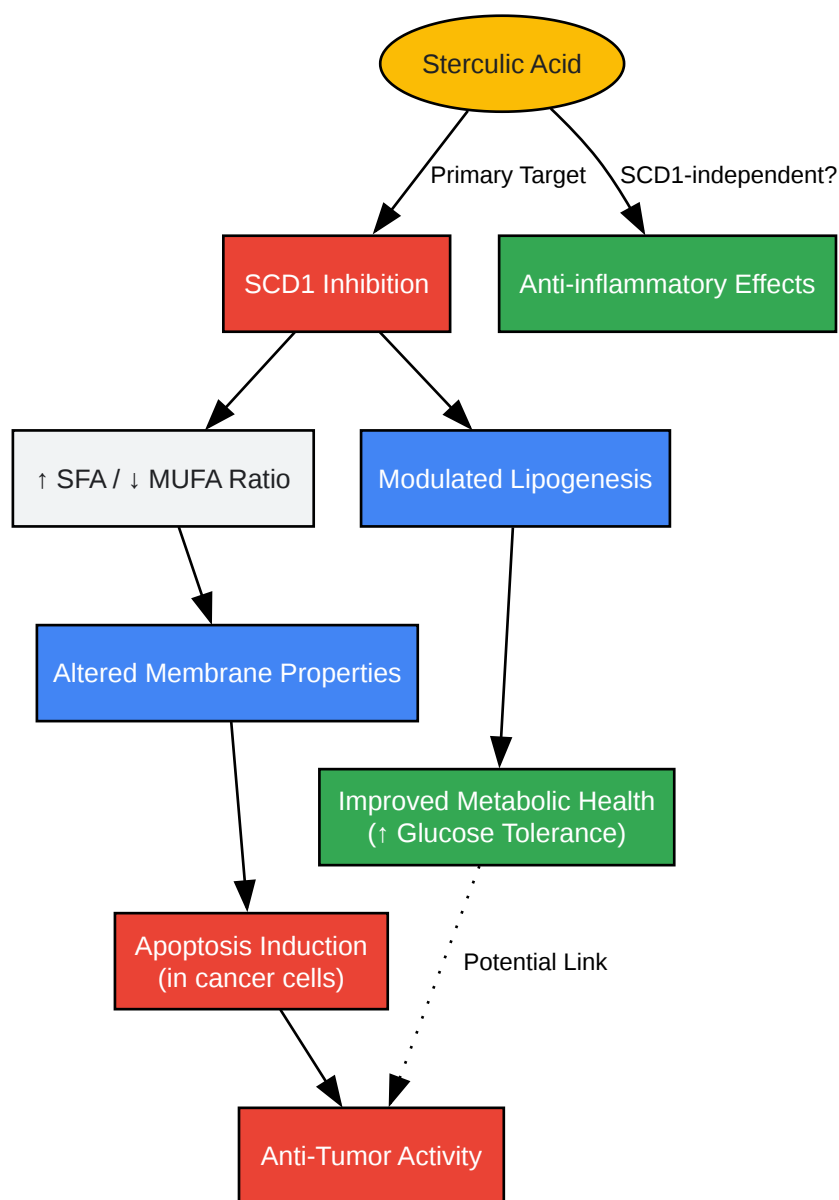 Sterculic Acid
Primary Target
SCD1-independent?
SCD1 Inhibition
Anti-inflammatory Effects
↑ SFA / ↓ MUFA Ratio
Modulated Lipogenesis
Altered Membrane Properties
Improved Metabolic Health
(↑ Glucose Tolerance)
Apoptosis Induction
(in cancer cells)
Potential Link
Anti-Tumor Activity